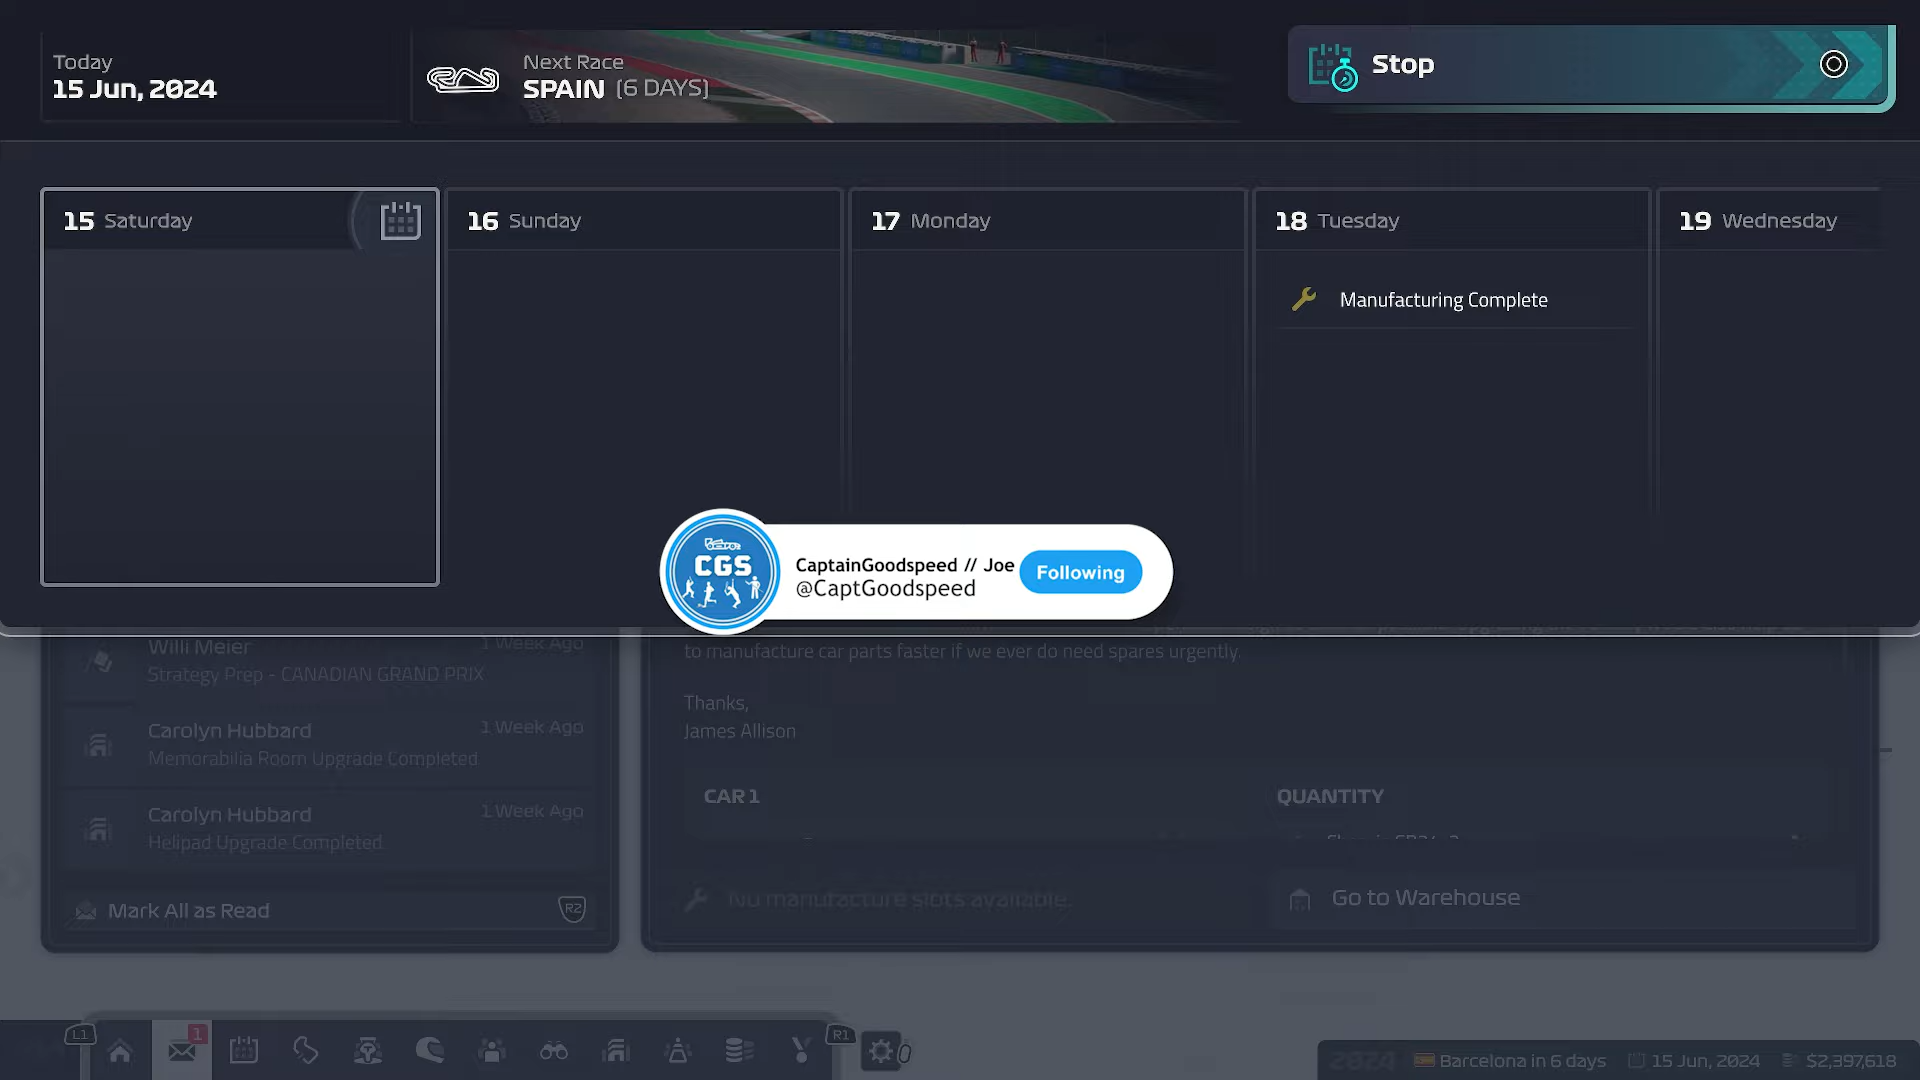 Today
15 Jun, 2024
Next Race
SPAIN [6 DAYS]
Stop
15 Saturday
16 Sunday
17 Monday
18 Tuesday
19 Wednesday
Manufacturing Complete
CGS
CaptainGoodspeed // Joe
@CaptGoodspeed
Following
Willi Meier
1 Week Ago
Strategy Prep - CANADIAN GRAND PRIX
Carolyn Hubbard
1 Week Ago
Memorabilia Room Upgrade Completed
Carolyn Hubbard
1 Week Ago
Helipad Upgrade Completed
Mark All as Read
R2
to manufacture car parts faster if we ever do need spares urgently.
Thanks,
James Allison
CAR 1
QUANTITY
No manufacture slots available.
Go to Warehouse
L1
1
R1
2024
Barcelona in 6 days
15 Jun, 2024
$2,397,618